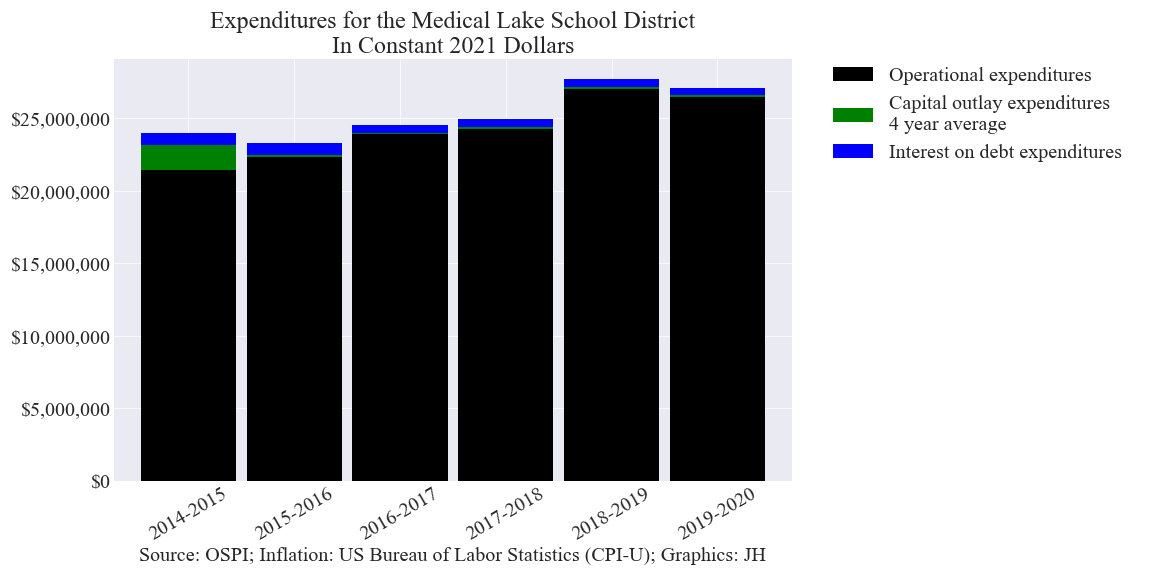 Expenditures for the Medical Lake School District
In Constant 2021 Dollars
Operational expenditures
Capital outlay expenditures
4 year average
Interest on debt expenditures
$25,000,000
$20,000,000
$15,000,000
$10,000,000
$5,000,000
$0
2014-2015
2015-2016
2016-2017
2017-2018
2018-2019
2019-2020
Source: OSPI; Inflation: US Bureau of Labor Statistics (CPI-U); Graphics: JH